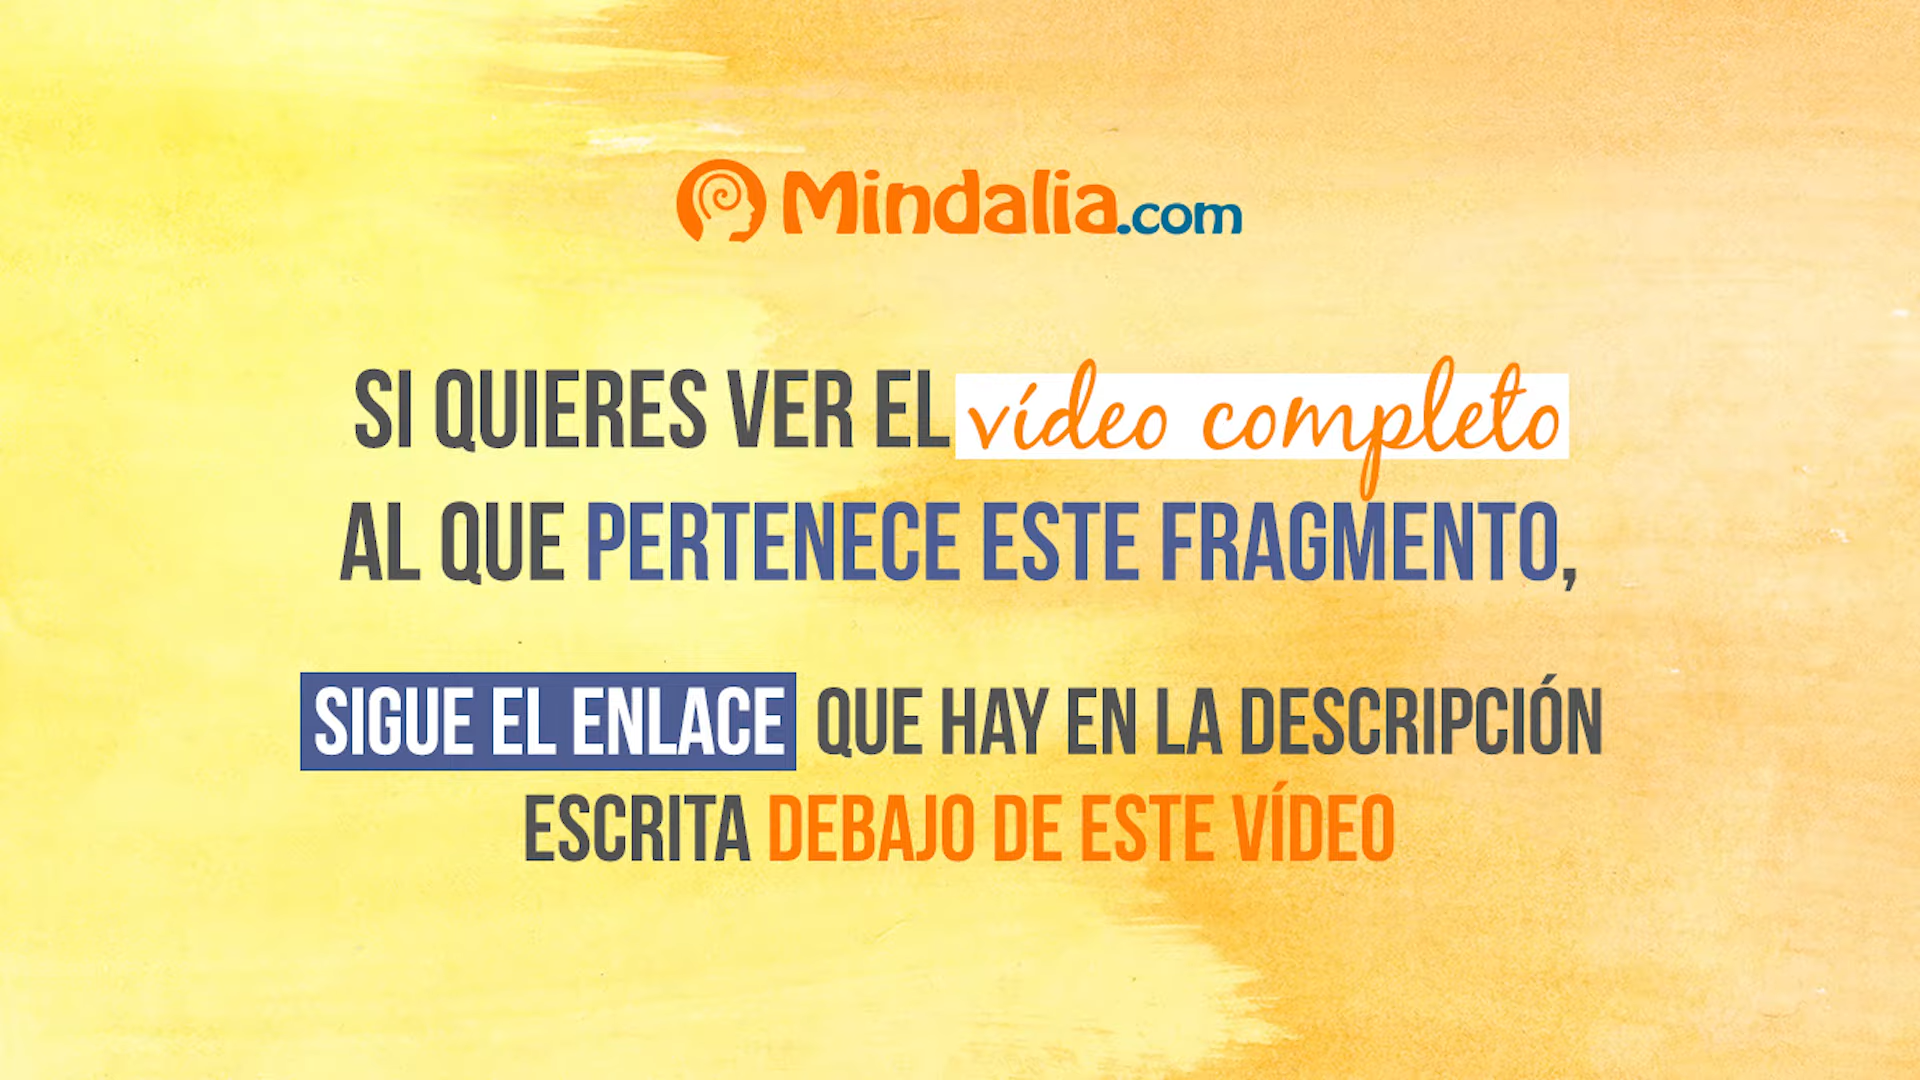 Mindalia.com
SI QUIERES VER EL vídeo completo
AL QUE PERTENECE ESTE FRAGMENTO,
SIGUE EL ENLACE QUE HAY EN LA DESCRIPCIÓN
ESCRITA DEBAJO DE ESTE VÍDEO